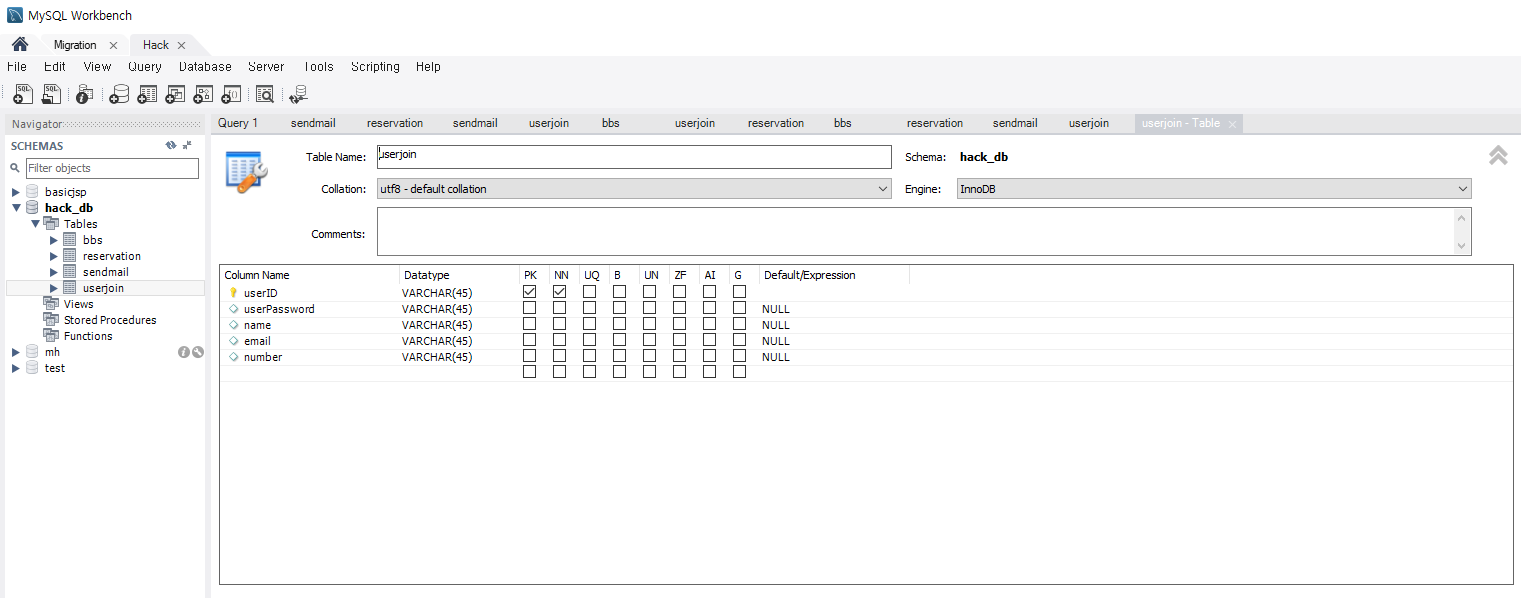 MySQL Workbench
Migration Hack
File Edit View Query Database Server Tools Scripting Help
Navigator
SCHEMAS
Filter objects
basicjsp
hack_db
Tables
bbs
reservation
sendmail
userjoin
Views
Stored Procedures
Functions
mh
test
Query 1 sendmail reservation sendmail userjoin bbs userjoin reservation bbs reservation sendmail userjoin userjoin - Table
Table Name: userjoin Schema: hack_db
Collation: utf8 - default collation Engine: InnoDB
Comments:
Column Name Datatype PK NN UQ B UN ZF AI G Default/Expression
userID VARCHAR(45)
userPassword VARCHAR(45) NULL
name VARCHAR(45) NULL
email VARCHAR(45) NULL
number VARCHAR(45) NULL